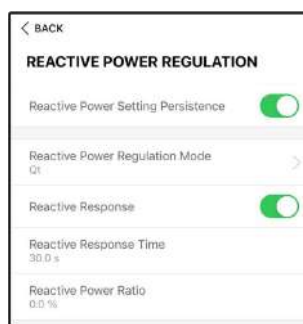 < BACK
REACTIVE POWER REGULATION
Reactive Power Setting Persistence
Reactive Power Regulation Mode
Qt
Reactive Response
Reactive Response Time
30.0 s
Reactive Power Ratio
0.0 %